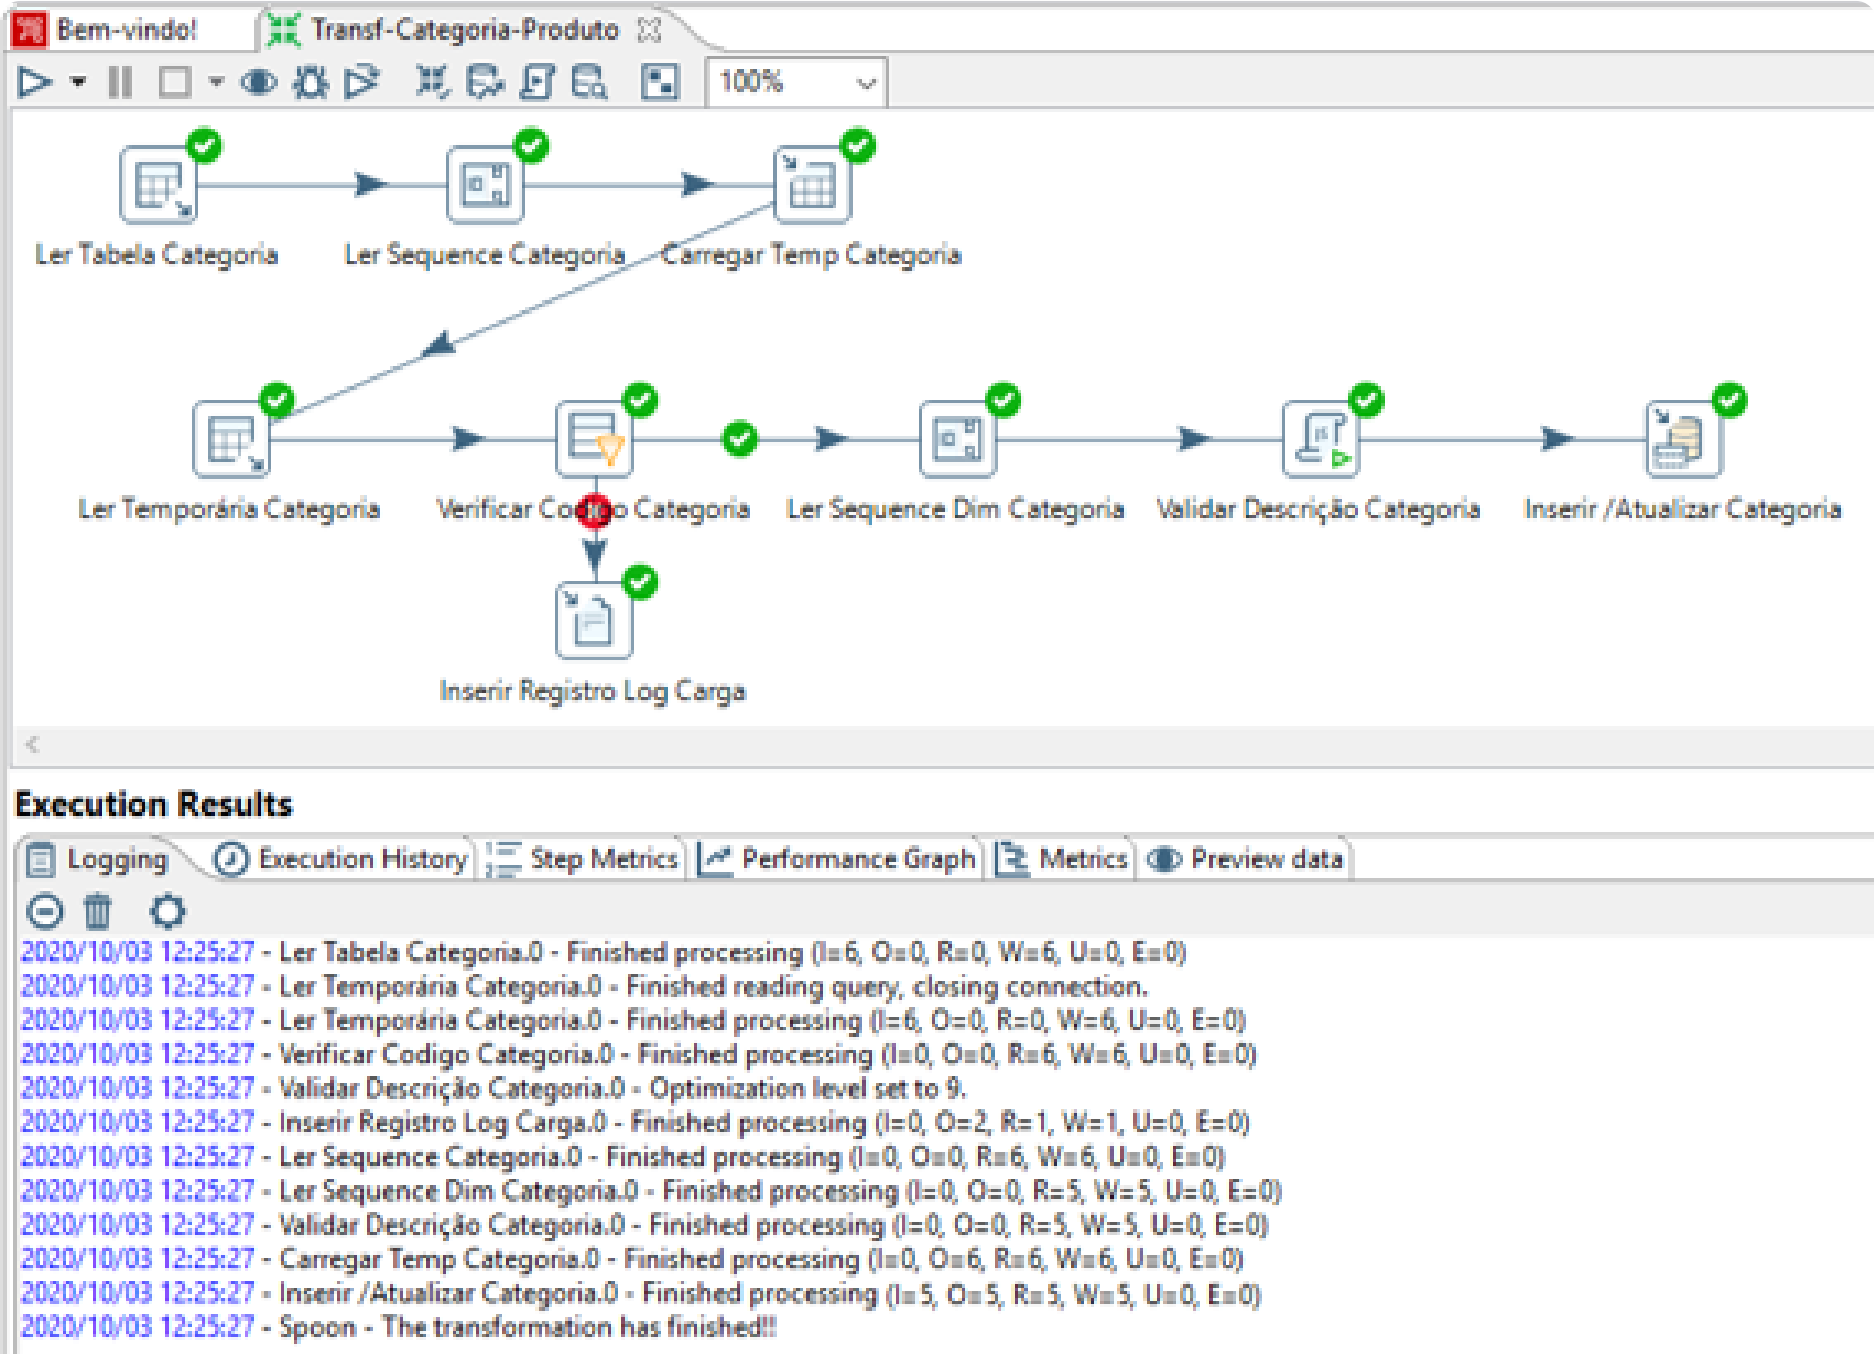 Bem-vindo!
Transf-Categoria-Produto
100%
Ler Tabela Categoria
Ler Sequence Categoria
Carregar Temp Categoria
Ler Temporária Categoria
Verificar Codigo Categoria
Ler Sequence Dim Categoria
Validar Descrição Categoria
Inserir /Atualizar Categoria
Inserir Registro Log Carga
Execution Results
Logging
Execution History
Step Metrics
Performance Graph
Metrics
Preview data
2020/10/03 12:25:27 - Ler Tabela Categoria.0 - Finished processing (I=6, O=0, R=0, W=6, U=0, E=0)
2020/10/03 12:25:27 - Ler Temporária Categoria.0 - Finished reading query, closing connection.
2020/10/03 12:25:27 - Ler Temporária Categoria.0 - Finished processing (I=6, O=0, R=0, W=6, U=0, E=0)
2020/10/03 12:25:27 - Verificar Codigo Categoria.0 - Finished processing (I=0, O=0, R=6, W=6, U=0, E=0)
2020/10/03 12:25:27 - Validar Descrição Categoria.0 - Optimization level set to 9.
2020/10/03 12:25:27 - Inserir Registro Log Carga.0 - Finished processing (I=0, O=2, R=1, W=1, U=0, E=0)
2020/10/03 12:25:27 - Ler Sequence Categoria.0 - Finished processing (I=0, O=0, R=6, W=6, U=0, E=0)
2020/10/03 12:25:27 - Ler Sequence Dim Categoria.0 - Finished processing (I=0, O=0, R=5, W=5, U=0, E=0)
2020/10/03 12:25:27 - Validar Descrição Categoria.0 - Finished processing (I=0, O=0, R=5, W=5, U=0, E=0)
2020/10/03 12:25:27 - Carregar Temp Categoria.0 - Finished processing (I=0, O=6, R=6, W=6, U=0, E=0)
2020/10/03 12:25:27 - Inserir /Atualizar Categoria.0 - Finished processing (I=5, O=5, R=5, W=5, U=0, E=0)
2020/10/03 12:25:27 - Spoon - The transformation has finished!!